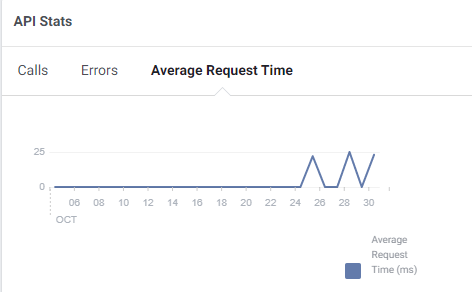 API Stats
Calls Errors Average Request Time
25
0
06 08 10 12 14 16 18 20 22 24 26 28 30
OCT
Average
Request
Time (ms)